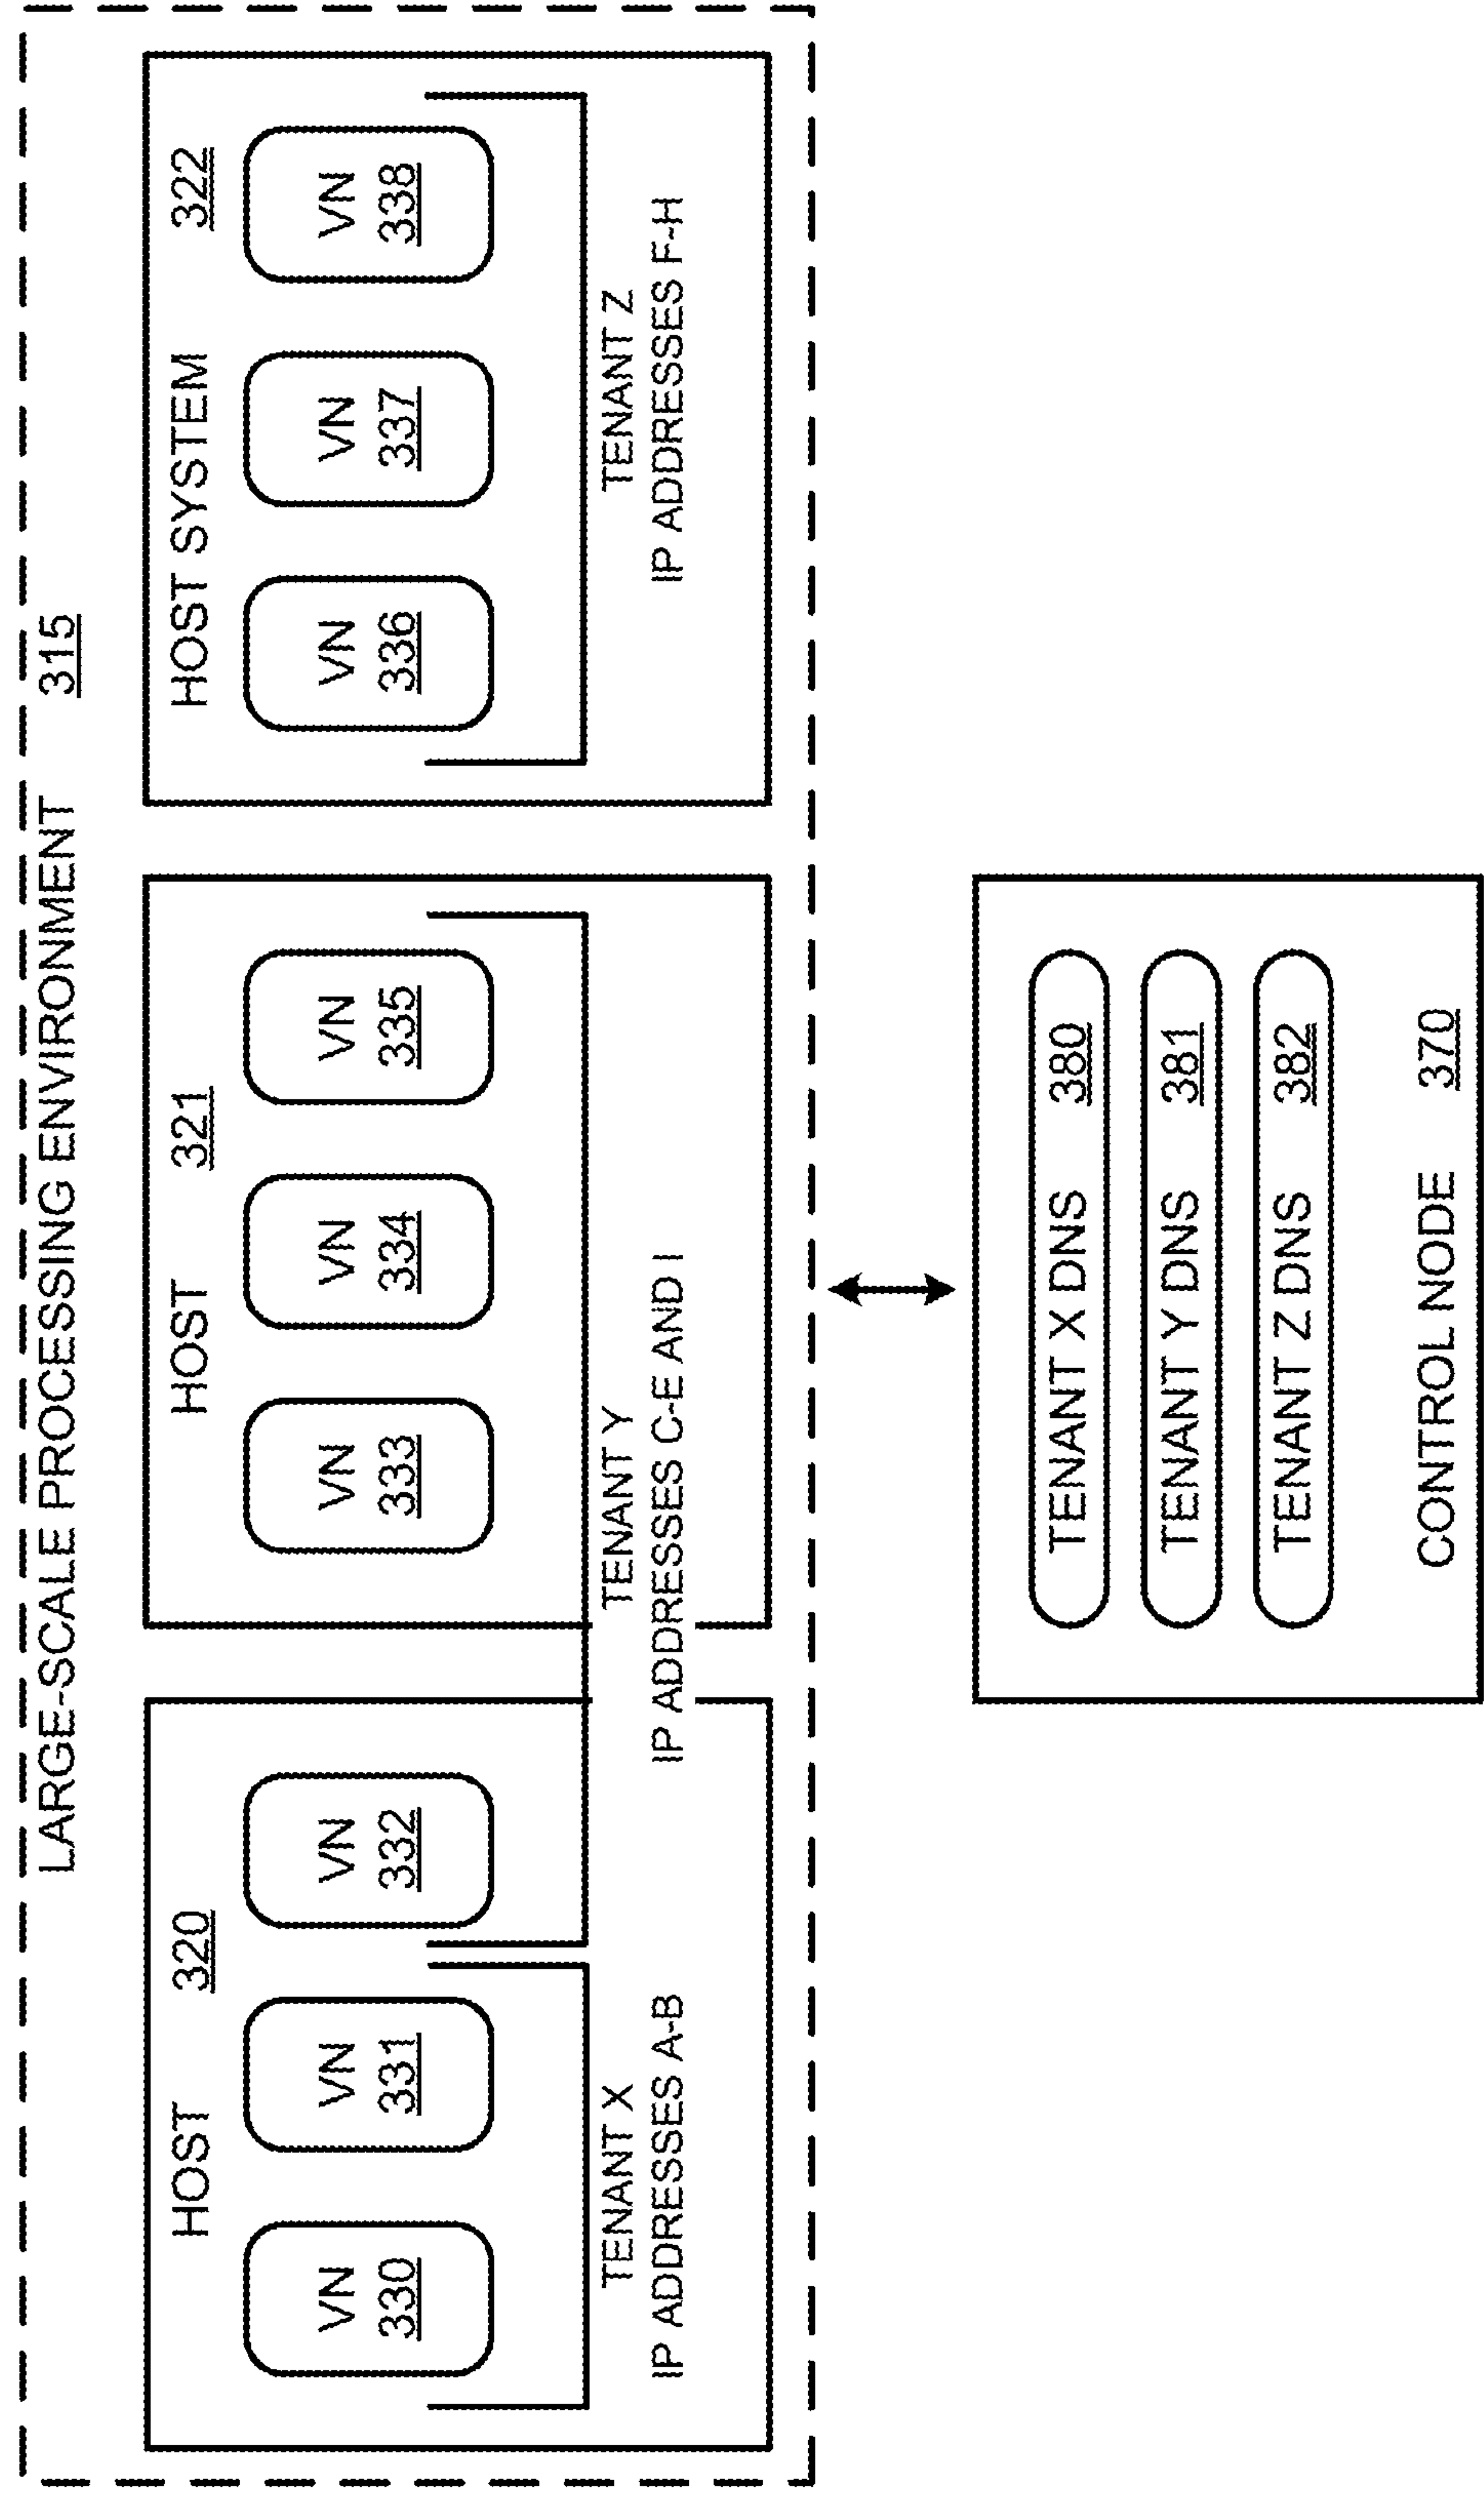 LARGE-SCALE PROCESSING ENVIRONMENT 315
HOST 320
VN 330
VN 331
VN 332
HOST 321
VN 333
VN 334
VN 335
HOST SYSTEM 322
VN 336
VN 337
VN 338
TENANT X
IP ADDRESSES A-B
TENANT Y
IP ADDRESSES C-E AND I
TENANT Z
IP ADDRESSES F-H
TENANT X DNS 380
TENANT Y DNS 381
TENANT Z DNS 382
CONTROL NODE 370